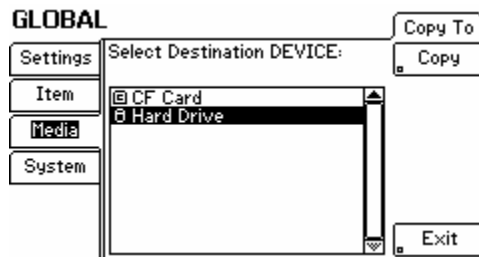 GLOBAL
Copy To
Settings
Select Destination DEVICE:
Copy
Item
CF Card
Hard Drive
Media
System
Exit